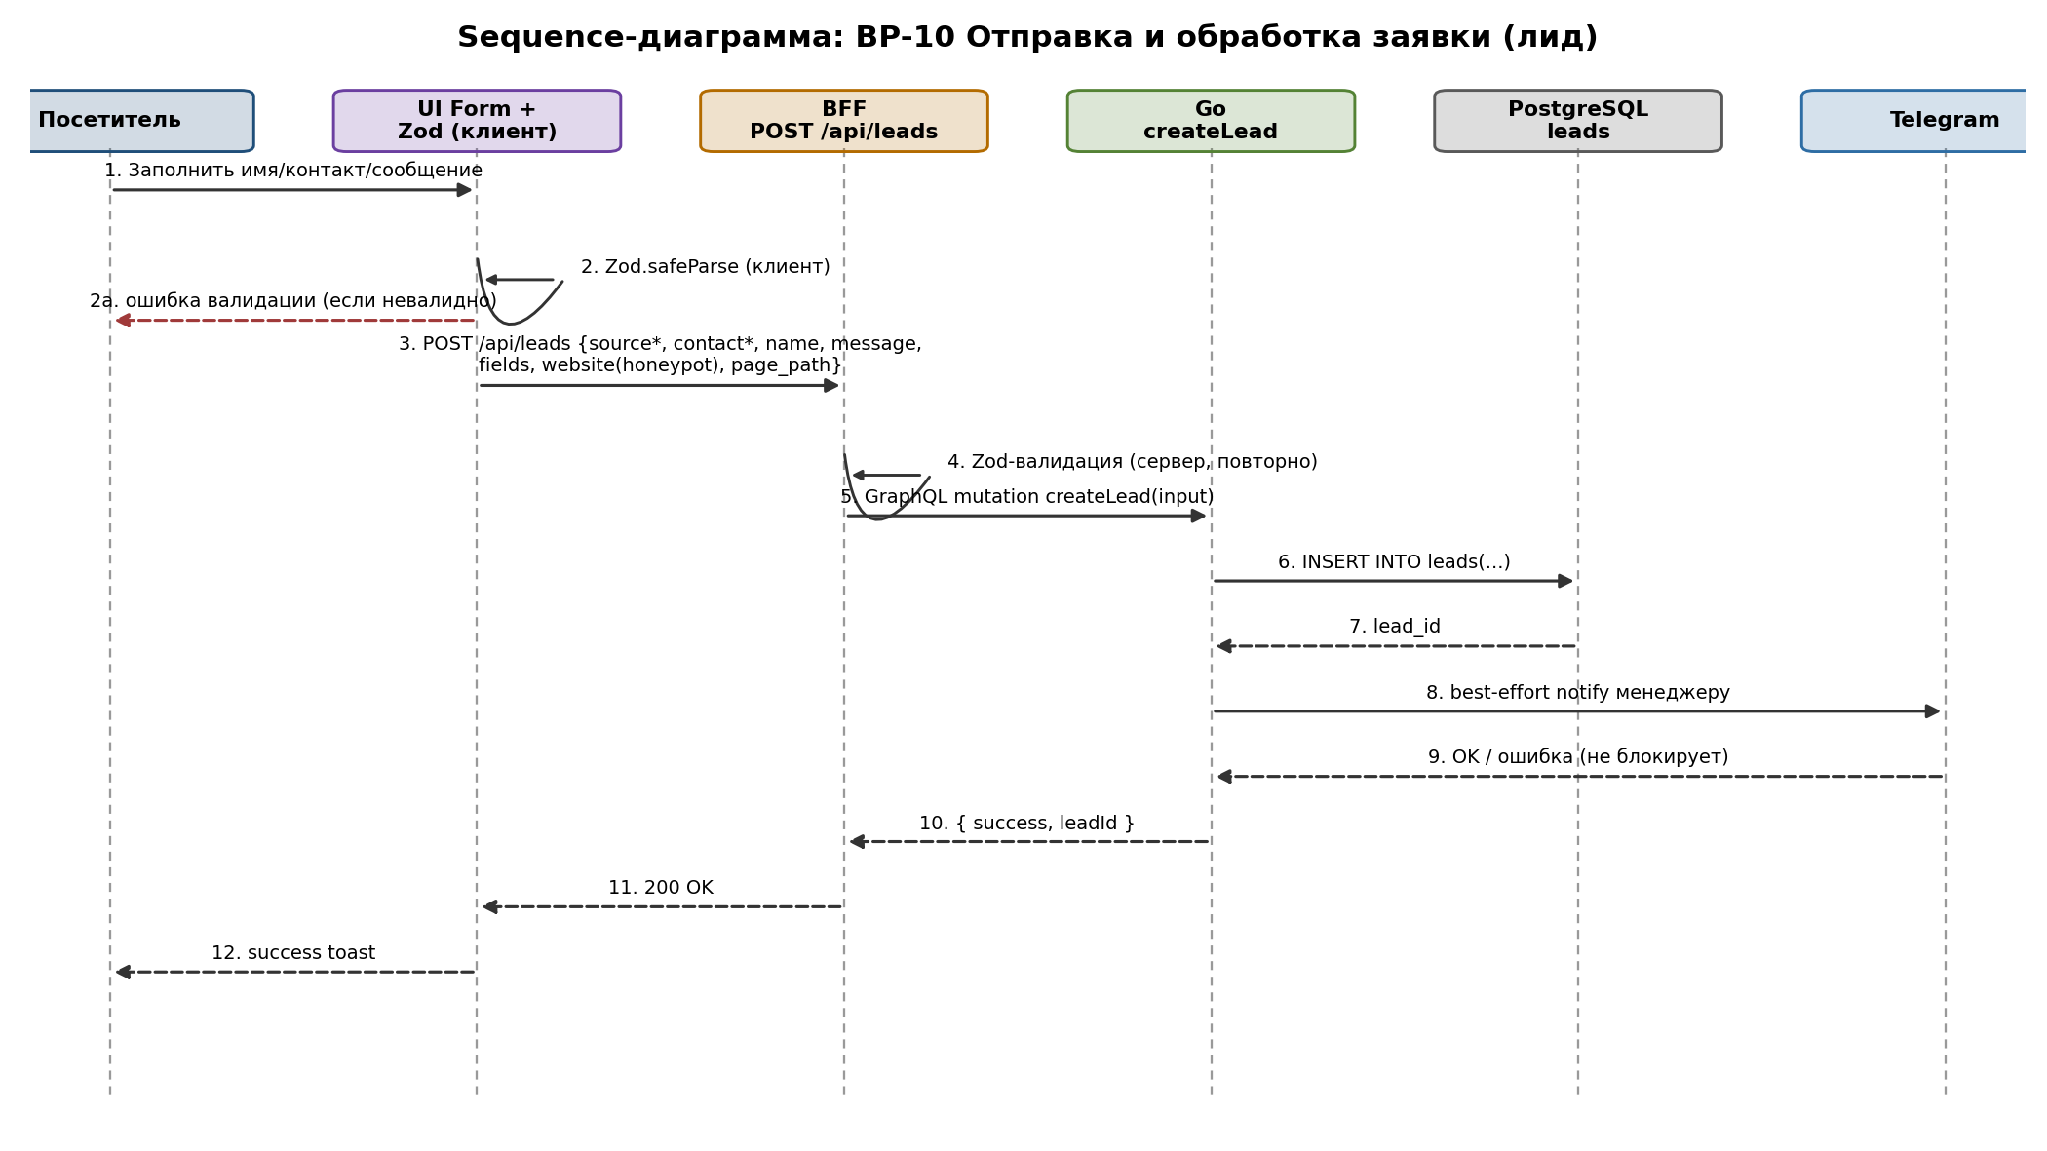 Sequence-диаграмма: BP-10 Отправка и обработка заявки (лид)
Посетитель
UI Form +
Zod (клиент)
BFF
POST /api/leads
Go
createLead
PostgreSQL
leads
Telegram
1. Заполнить имя/контакт/сообщение
2. Zod.safeParse (клиент)
2a. ошибка валидации (если невалидно)
3. POST /api/leads {source*, contact*, name, message,
fields, website(honeypot), page_path}
4. Zod-валидация (сервер, повторно)
5. GraphQL mutation createLead(input)
6. INSERT INTO leads(...)
7. lead_id
8. best-effort notify менеджеру
9. OK / ошибка (не блокирует)
10. { success, leadId }
11. 200 OK
12. success toast